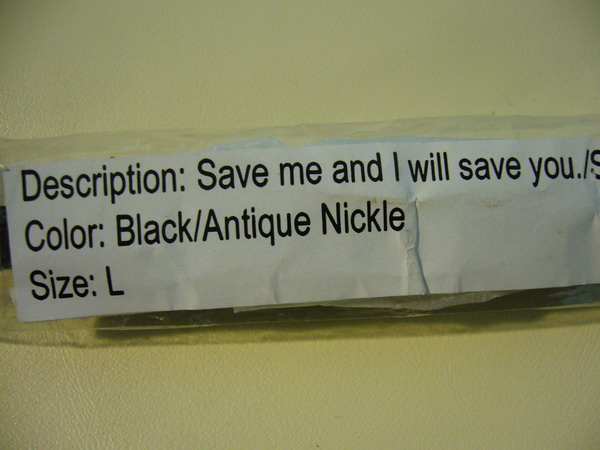 Description: Save me and I will save you./S
Color: Black/Antique Nickle
Size: L